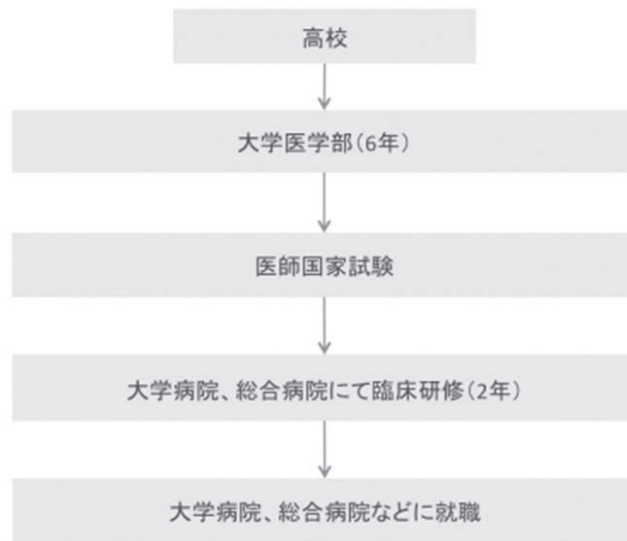 高校
大学医学部(6年)
医師国家試験
大学病院、総合病院にて臨床研修(2年)
大学病院、総合病院などに就職